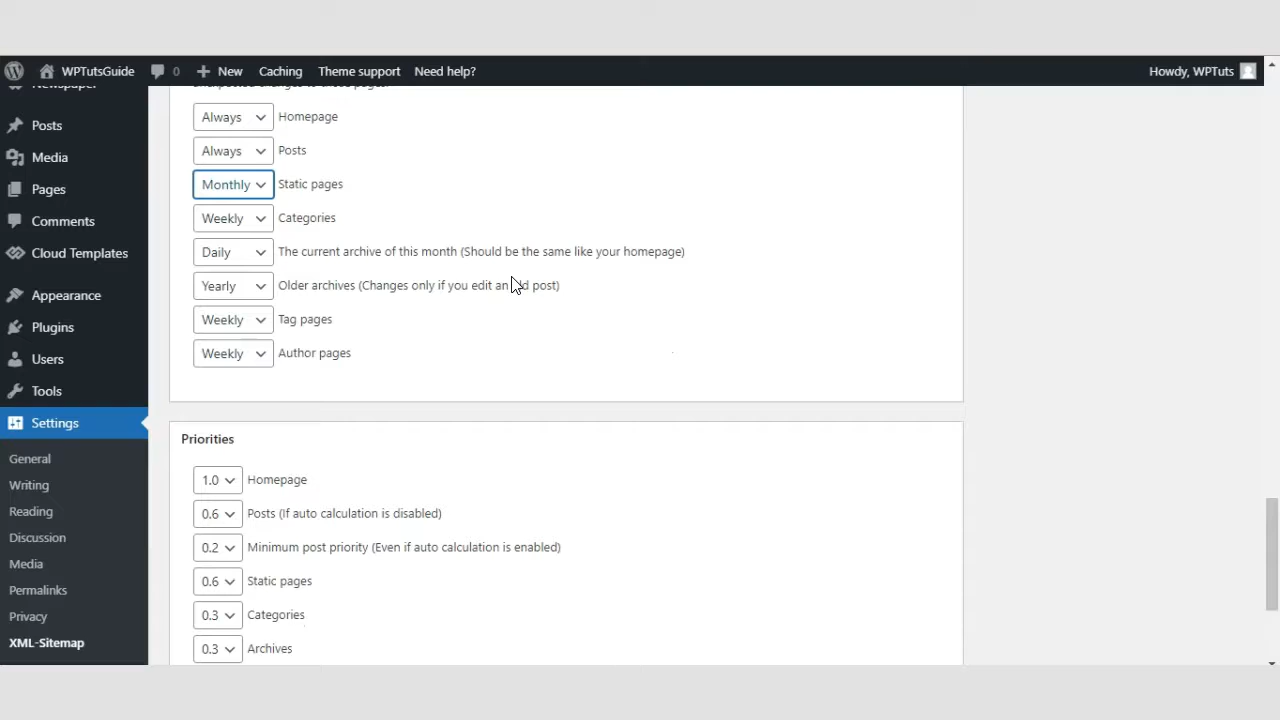 WPTutsGuide 0 New Caching Theme support Need help? Howdy, WPTuts
Newspaper
Posts
Media
Pages
Comments
Cloud Templates
Appearance
Plugins
Users
Tools
Settings
General
Writing
Reading
Discussion
Media
Permalinks
Privacy
XML-Sitemap
Always Homepage
Always Posts
Monthly Static pages
Weekly Categories
Daily The current archive of this month (Should be the same like your homepage)
Yearly Older archives (Changes only if you edit an old post)
Weekly Tag pages
Weekly Author pages
Priorities
1.0 Homepage
0.6 Posts (If auto calculation is disabled)
0.2 Minimum post priority (Even if auto calculation is enabled)
0.6 Static pages
0.3 Categories
0.3 Archives